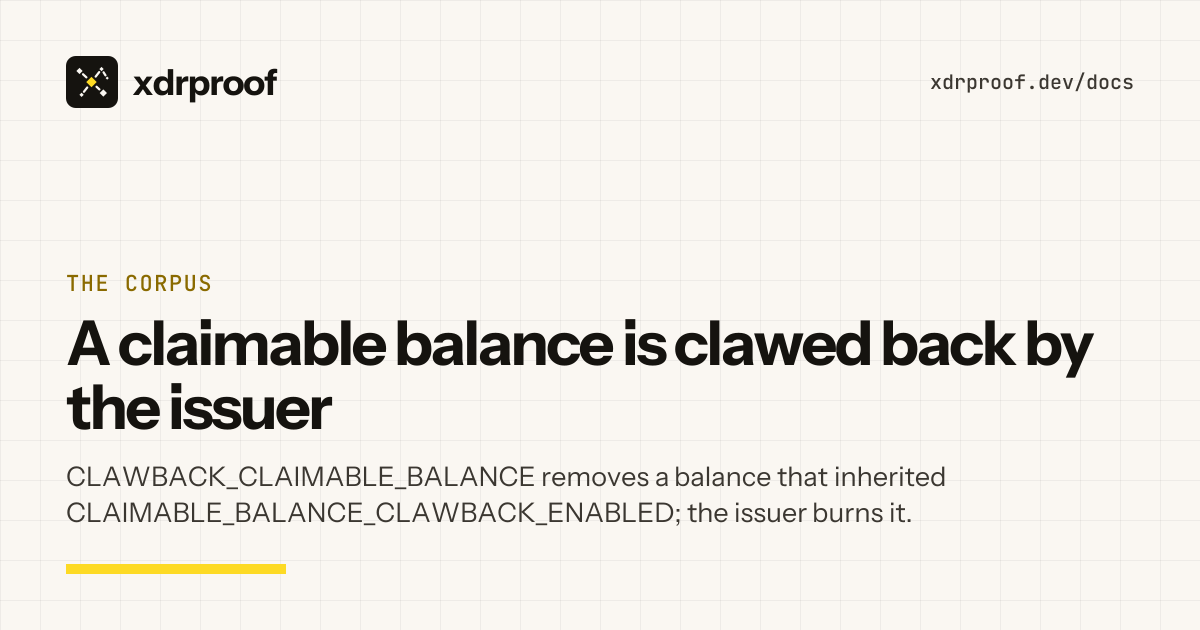 xdrproof
xdrproof.dev/docs
THE CORPUS
A claimable balance is clawed back by
the issuer
CLAWBACK_CLAIMABLE_BALANCE removes a balance that inherited
CLAIMABLE_BALANCE_CLAWBACK_ENABLED; the issuer burns it.